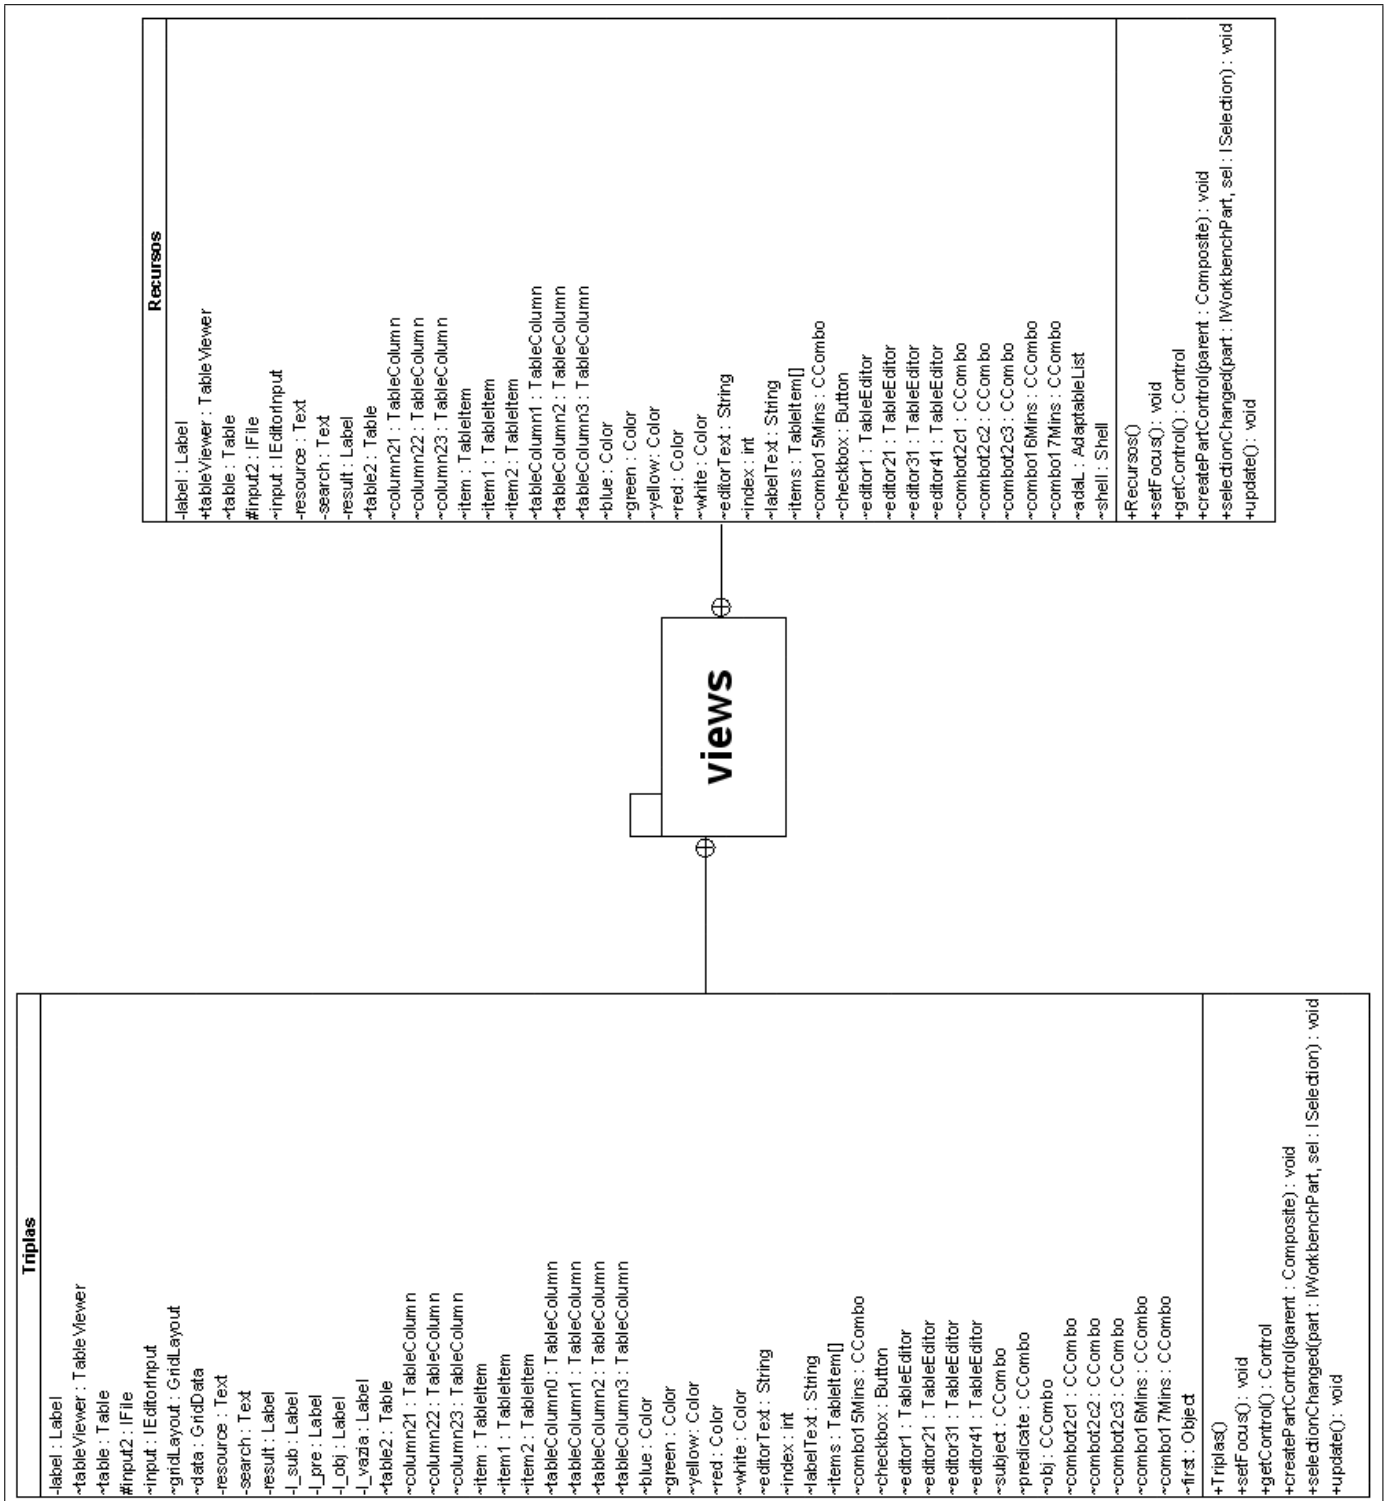 Triplas
-label : Label
~tableViewer : TableViewer
~table : Table
#input2 : IFile
~input : IEditorInput
~gridLayout : GridLayout
~data : GridData
-resource : Text
-search : Text
-result : Label
-l_sub : Label
-l_pre : Label
-l_obj : Label
-l_vazia : Label
~table2 : Table
~column21 : TableColumn
~column22 : TableColumn
~column23 : TableColumn
~item : TableItem
~item1 : TableItem
~item2 : TableItem
~tableColumn0 : TableColumn
~tableColumn1 : TableColumn
~tableColumn2 : TableColumn
~tableColumn3 : TableColumn
~blue : Color
~green : Color
~yellow : Color
~red : Color
~white : Color
~editorText : String
~index : int
~labelText : String
~items : TableItem[]
~combo15Mins : CCombo
~checkbox : Button
~editor1 : TableEditor
~editor21 : TableEditor
~editor31 : TableEditor
~editor41 : TableEditor
~subject : CCombo
~predicate : CCombo
~obj : CCombo
~combot2c1 : CCombo
~combot2c2 : CCombo
~combot2c3 : CCombo
~combo16Mins : CCombo
~combo17Mins : CCombo
~first : Object
+Triplas()
+setFocus() : void
+getControl() : Control
+createPartControl(parent : Composite) : void
+selectionChanged(part : IWorkbenchPart, sel : ISelection) : void
+update() : void
views
Recursos
-label : Label
+tableViewer : TableViewer
~table : Table
#input2 : IFile
~input : IEditorInput
-resource : Text
-search : Text
-result : Label
~table2 : Table
~column21 : TableColumn
~column22 : TableColumn
~column23 : TableColumn
~item : TableItem
~item1 : TableItem
~item2 : TableItem
~tableColumn1 : TableColumn
~tableColumn2 : TableColumn
~tableColumn3 : TableColumn
~blue : Color
~green : Color
~yellow : Color
~red : Color
~white : Color
~editorText : String
~index : int
~labelText : String
~items : TableItem[]
~combo15Mins : CCombo
~checkbox : Button
~editor1 : TableEditor
~editor21 : TableEditor
~editor31 : TableEditor
~editor41 : TableEditor
~combot2c1 : CCombo
~combot2c2 : CCombo
~combot2c3 : CCombo
~combo16Mins : CCombo
~combo17Mins : CCombo
~adaL : AdaptableList
~shell : Shell
+Recursos()
+setFocus() : void
+getControl() : Control
+createPartControl(parent : Composite) : void
+selectionChanged(part : IWorkbenchPart, sel : ISelection) : void
+update() : void